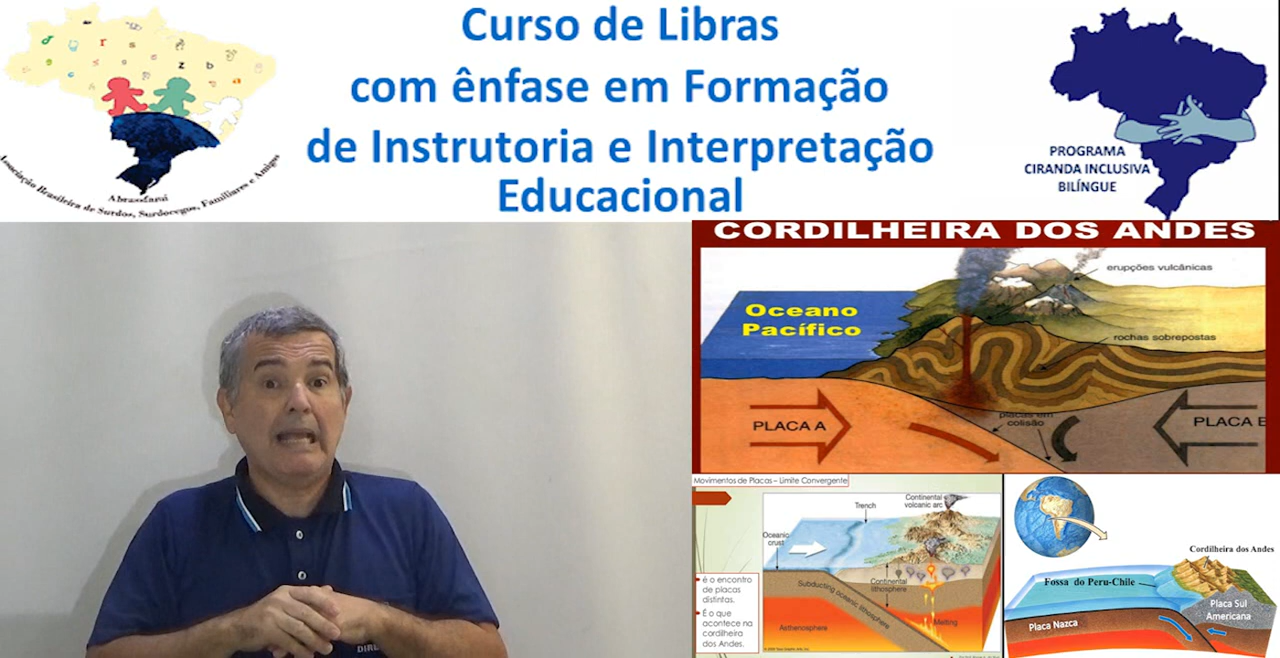 Curso de Libras
com ênfase em Formação
de Instrutoria e Interpretação
Educacional
Abrassfarui
Associação Brasileira de Surdos, Surdocegos, Familiares e Amigos
PROGRAMA
CIRANDA INCLUSIVA
BILÍNGUE
CORDILHEIRA DOS ANDES
erupções vulcânicas
Oceano
Pacífico
rochas sobrepostas
placas em
colisão
PLACA A
PLACA B
Movimentos de Placas – Limite Convergente
Continental
volcanic arc
Trench
Oceanic
crust
Subducting oceanic lithosphere
Continental
lithosphere
Asthenosphere
Melting
é o encontro
de placas
distintas.
É o que
acontece na
cordilheira
dos Andes.
Cordilheira dos Andes
Fossa do Peru-Chile
Placa Sul
Americana
Placa Nazca
DIRE